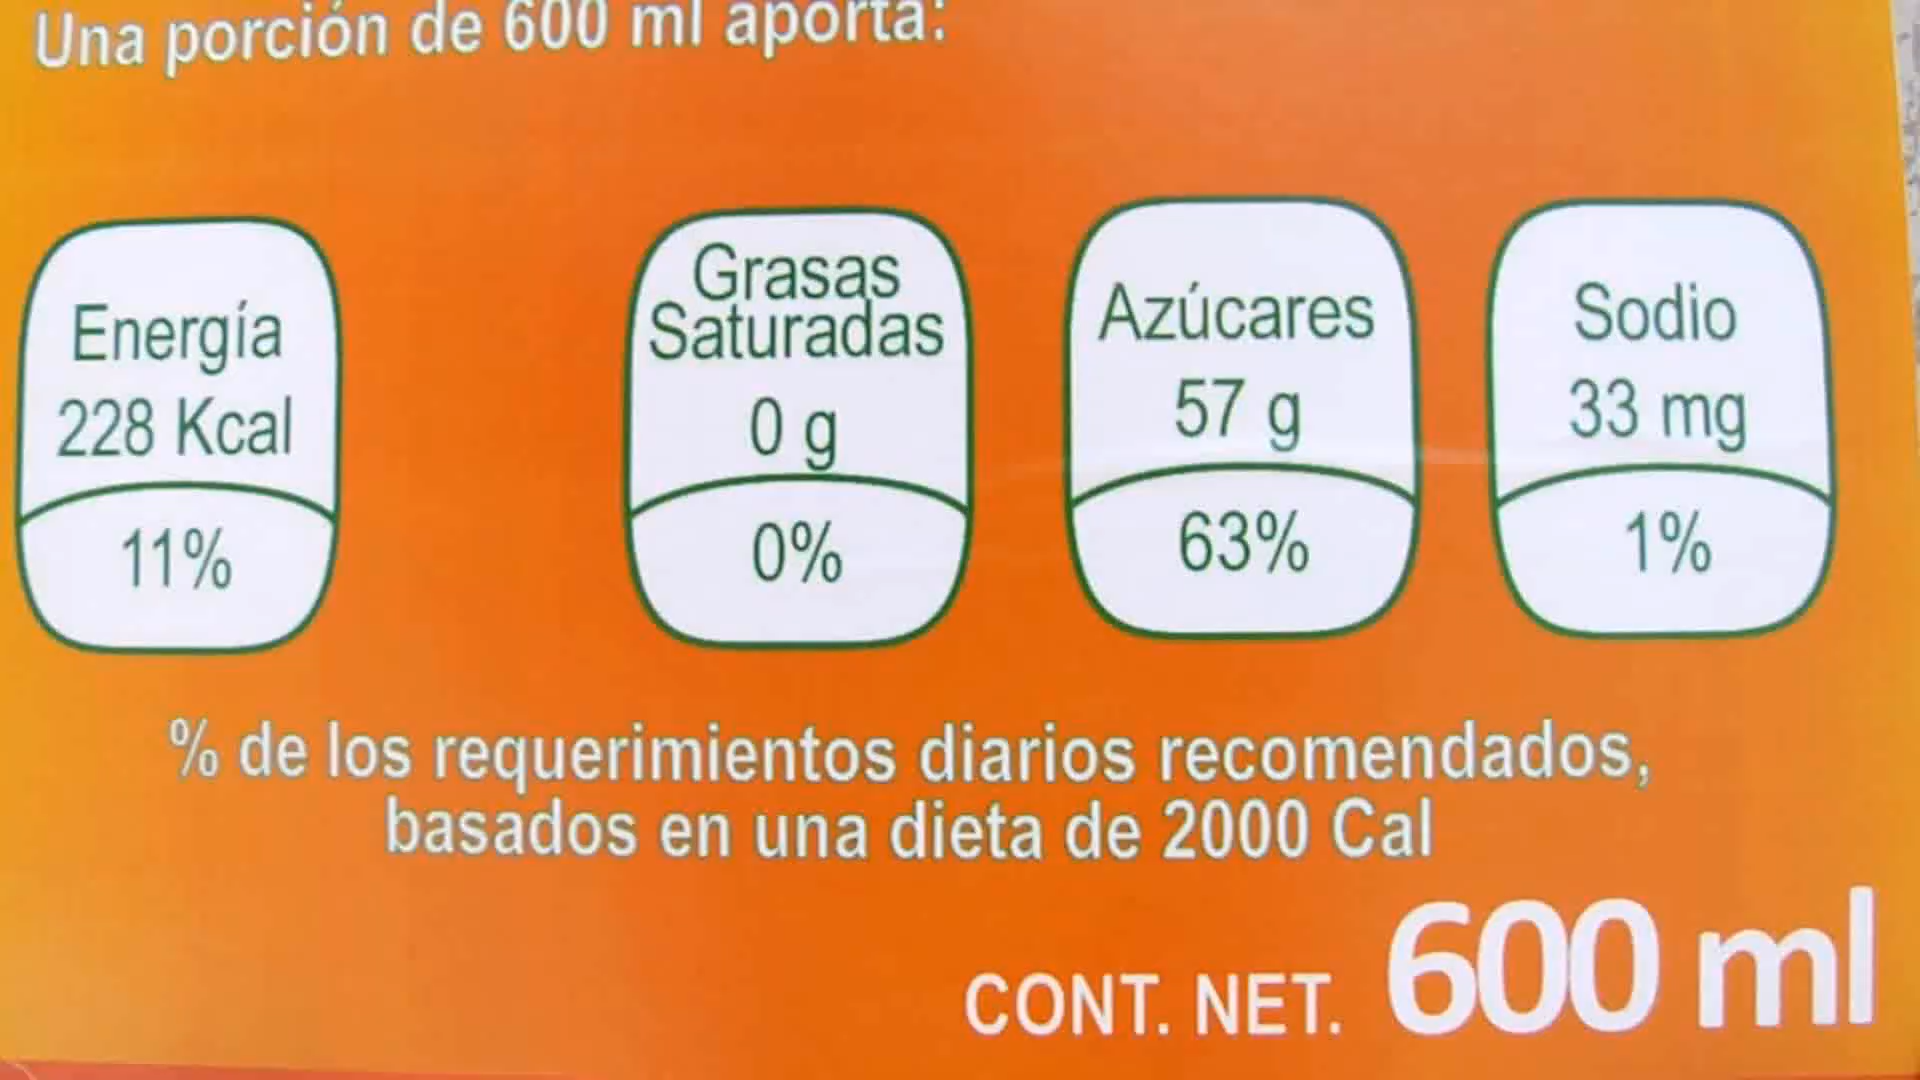 Una porción de 600 ml aporta:
Energía
228 Kcal
11%
Grasas
Saturadas
0 g
0%
Azúcares
57 g
63%
Sodio
33 mg
1%
% de los requerimientos diarios recomendados,
basados en una dieta de 2000 Cal
CONT. NET. 600 ml